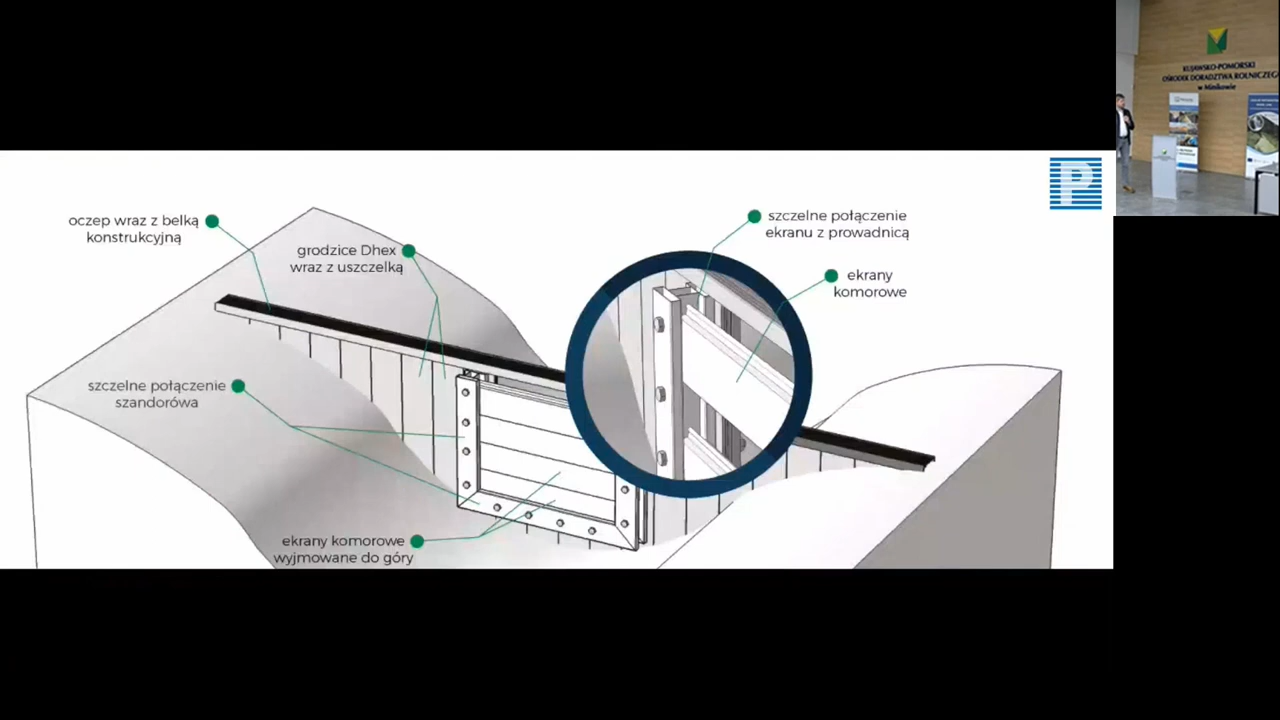 oczep wraz z belką
konstrukcyjną
grodzice Dhex
wraz z uszczelką
szczelne połączenie
szandorówa
ekrany komorowe
wyjmowane do góry
szczelne połączenie
ekranu z prowadnicą
ekrany
komorowe
P
KUJAWSKO-POMORSKI
OŚRODEK DORADZTWA ROLNICZEGO
w Minikowie